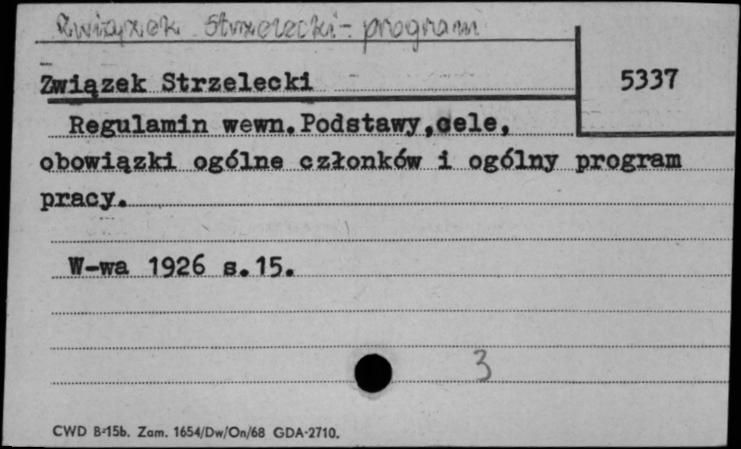 Związek Strzelecki - program
Związek Strzelecki
5337
Regulamin wewn. Podstawy, cele,
obowiązki ogólne członków i ogólny program
pracy.
W-wa 1926 s. 15.
3
CWD B-15b. Zam. 1654/Dw/On/68 GDA-2710.